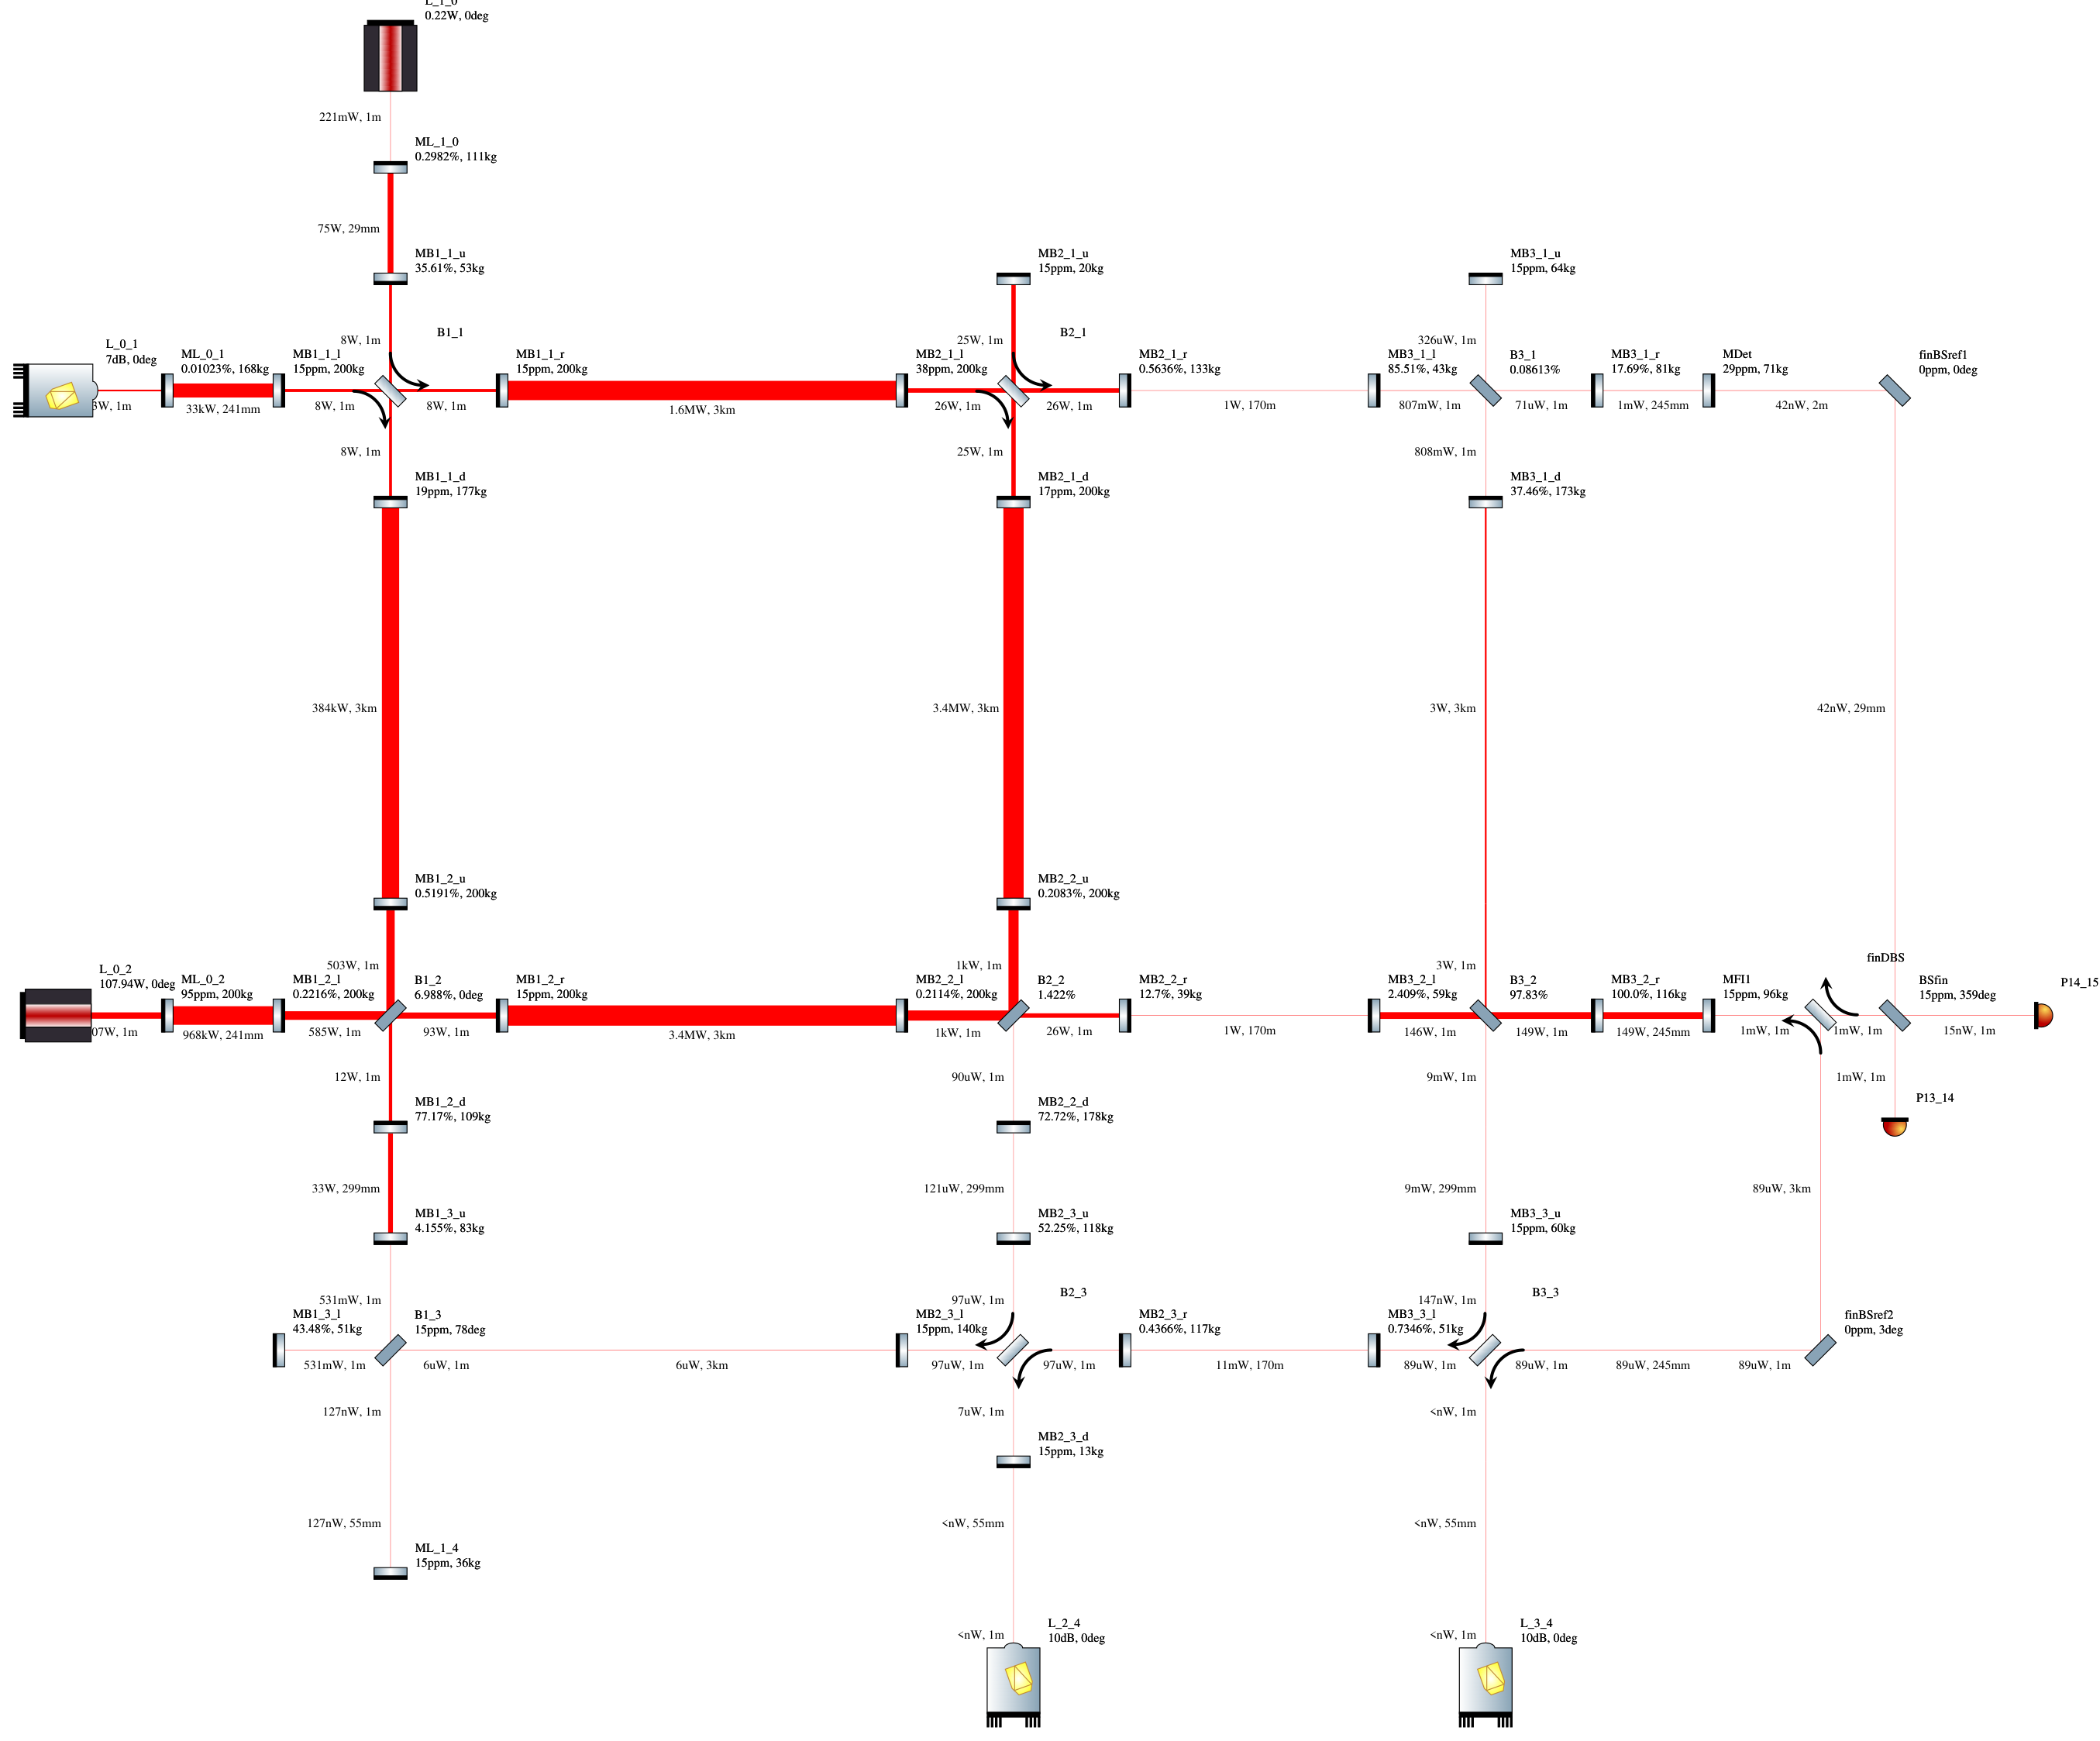 0.22W, 0deg
221mW, 1m
ML_1_0
0.2982%, 111kg
75W, 29mm
MB1_1_u
35.61%, 53kg
MB2_1_u
15ppm, 20kg
MB3_1_u
15ppm, 64kg
8W, 1m
B1_1
25W, 1m
B2_1
326uW, 1m
L_0_1
7dB, 0deg
ML_0_1
0.01023%, 168kg
MB1_1_l
15ppm, 200kg
MB1_1_r
15ppm, 200kg
MB2_1_l
38ppm, 200kg
MB2_1_r
0.5636%, 133kg
MB3_1_l
85.51%, 43kg
B3_1
0.08613%
MB3_1_r
17.69%, 81kg
MDet
29ppm, 71kg
finBSref1
0ppm, 0deg
3W, 1m
33kW, 241mm
8W, 1m
8W, 1m
1.6MW, 3km
26W, 1m
26W, 1m
1W, 170m
807mW, 1m
71uW, 1m
1mW, 245mm
42nW, 2m
8W, 1m
25W, 1m
808mW, 1m
MB1_1_d
19ppm, 177kg
MB2_1_d
17ppm, 200kg
MB3_1_d
37.46%, 173kg
384kW, 3km
3.4MW, 3km
3W, 3km
42nW, 29mm
MB1_2_u
0.5191%, 200kg
MB2_2_u
0.2083%, 200kg
503W, 1m
1kW, 1m
3W, 1m
finDBS
L_0_2
107.94W, 0deg
ML_0_2
95ppm, 200kg
MB1_2_l
0.2216%, 200kg
B1_2
6.988%, 0deg
MB1_2_r
15ppm, 200kg
MB2_2_l
0.2114%, 200kg
B2_2
1.422%
MB2_2_r
12.7%, 39kg
MB3_2_l
2.409%, 59kg
B3_2
97.83%
MB3_2_r
100.0%, 116kg
MFI1
15ppm, 96kg
BSfin
15ppm, 359deg
P14_15
07W, 1m
968kW, 241mm
585W, 1m
93W, 1m
3.4MW, 3km
1kW, 1m
26W, 1m
1W, 170m
146W, 1m
149W, 1m
149W, 245mm
1mW, 1m
1mW, 1m
15nW, 1m
12W, 1m
90uW, 1m
9mW, 1m
1mW, 1m
MB1_2_d
77.17%, 109kg
MB2_2_d
72.72%, 178kg
P13_14
33W, 299mm
121uW, 299mm
9mW, 299mm
89uW, 3km
MB1_3_u
4.155%, 83kg
MB2_3_u
52.25%, 118kg
MB3_3_u
15ppm, 60kg
531mW, 1m
97uW, 1m
B2_3
147nW, 1m
B3_3
MB1_3_l
43.48%, 51kg
B1_3
15ppm, 78deg
MB2_3_l
15ppm, 140kg
MB2_3_r
0.4366%, 117kg
MB3_3_l
0.7346%, 51kg
finBSref2
0ppm, 3deg
531mW, 1m
6uW, 1m
6uW, 3km
97uW, 1m
97uW, 1m
11mW, 170m
89uW, 1m
89uW, 1m
89uW, 245mm
89uW, 1m
127nW, 1m
7uW, 1m
<nW, 1m
MB2_3_d
15ppm, 13kg
127nW, 55mm
<nW, 55mm
<nW, 55mm
ML_1_4
15ppm, 36kg
<nW, 1m
L_2_4
10dB, 0deg
<nW, 1m
L_3_4
10dB, 0deg